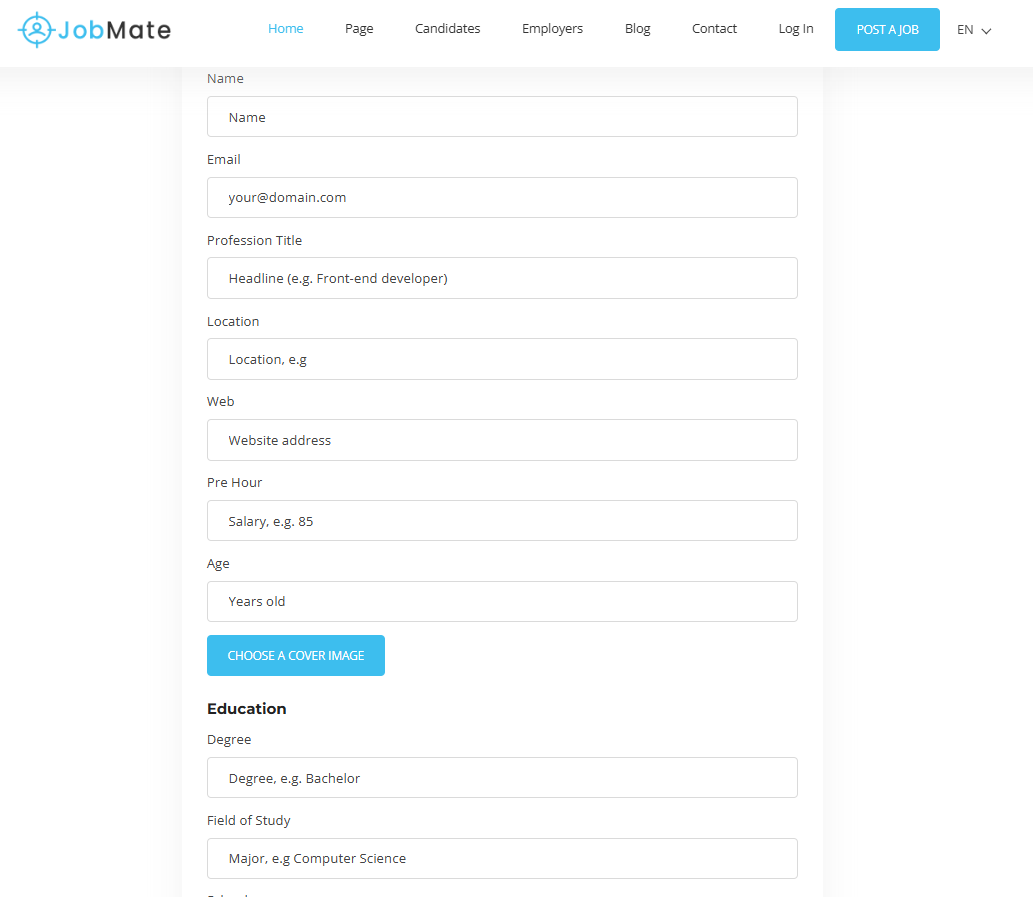 JobMate
Home Page Candidates Employers Blog Contact Log In POST A JOB EN
Name
Name
Email
your@domain.com
Profession Title
Headline (e.g. Front-end developer)
Location
Location, e.g
Web
Website address
Pre Hour
Salary, e.g. 85
Age
Years old
CHOOSE A COVER IMAGE
Education
Degree
Degree, e.g. Bachelor
Field of Study
Major, e.g Computer Science